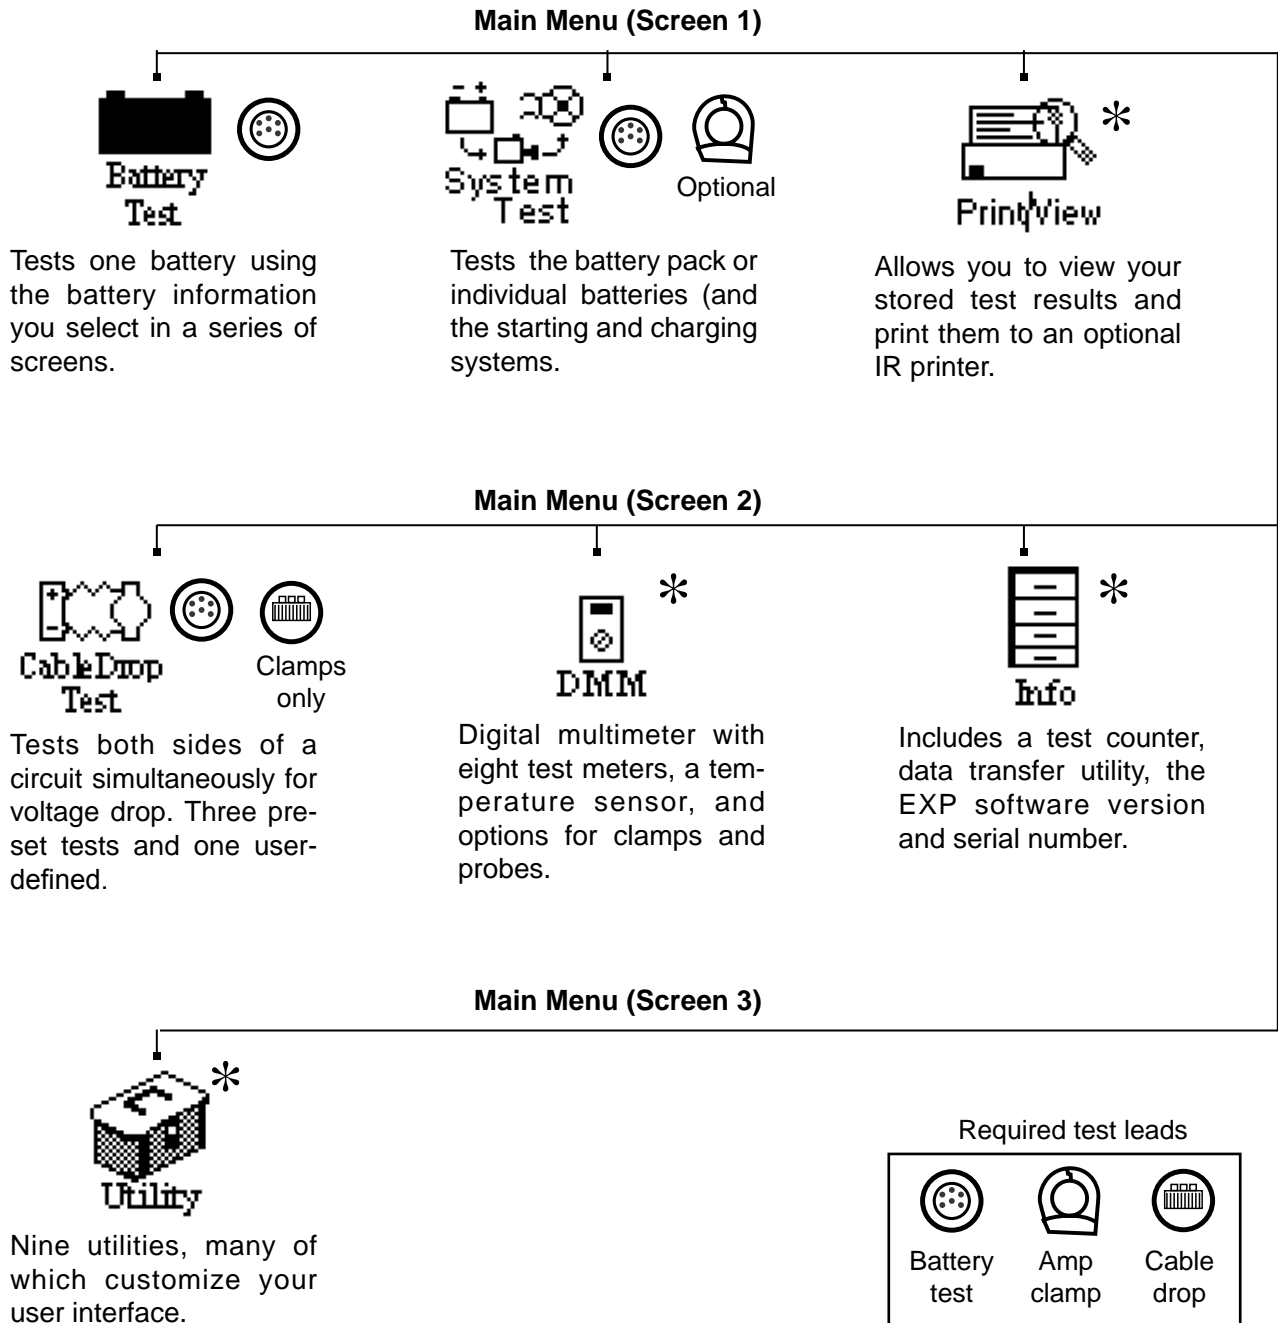 Main Menu (Screen 1)
Battery
Test
System
Test
Optional
Print/View
*
Tests one battery using
the battery information
you select in a series of
screens.
Tests the battery pack or
individual batteries (and
the starting and charging
systems.
Allows you to view your
stored test results and
print them to an optional
IR printer.
Main Menu (Screen 2)
Cable Drop
Test
Clamps
only
*
DMM
*
Info
Tests both sides of a
circuit simultaneously for
voltage drop. Three pre-
set tests and one user-
defined.
Digital multimeter with
eight test meters, a tem-
perature sensor, and
options for clamps and
probes.
Includes a test counter,
data transfer utility, the
EXP software version
and serial number.
Main Menu (Screen 3)
*
Utility
Nine utilities, many of
which customize your
user interface.
Required test leads
Battery
test
Amp
clamp
Cable
drop